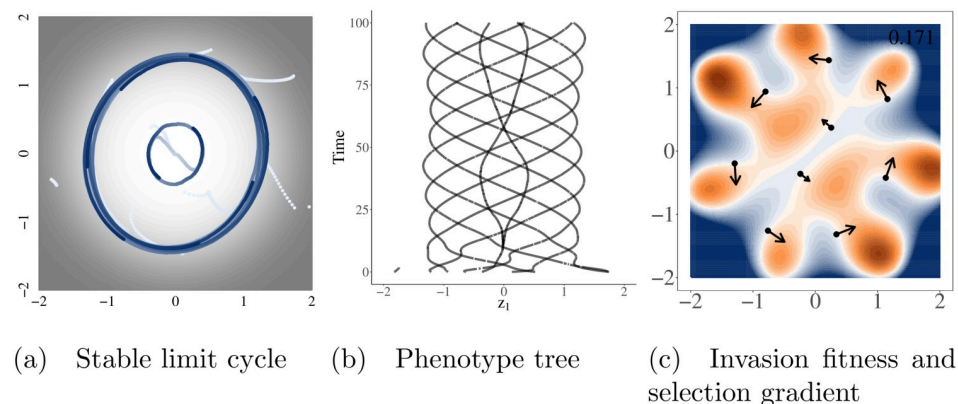 2
1
0
−1
−2
−2 −1 0 1 2
100
75
50
25
0
Time
−2 −1 0 1 2
z1
0.171
2
1
0
−1
−2
−2 −1 0 1 2
(a) Stable limit cycle
(b) Phenotype tree
(c) Invasion fitness and
selection gradient